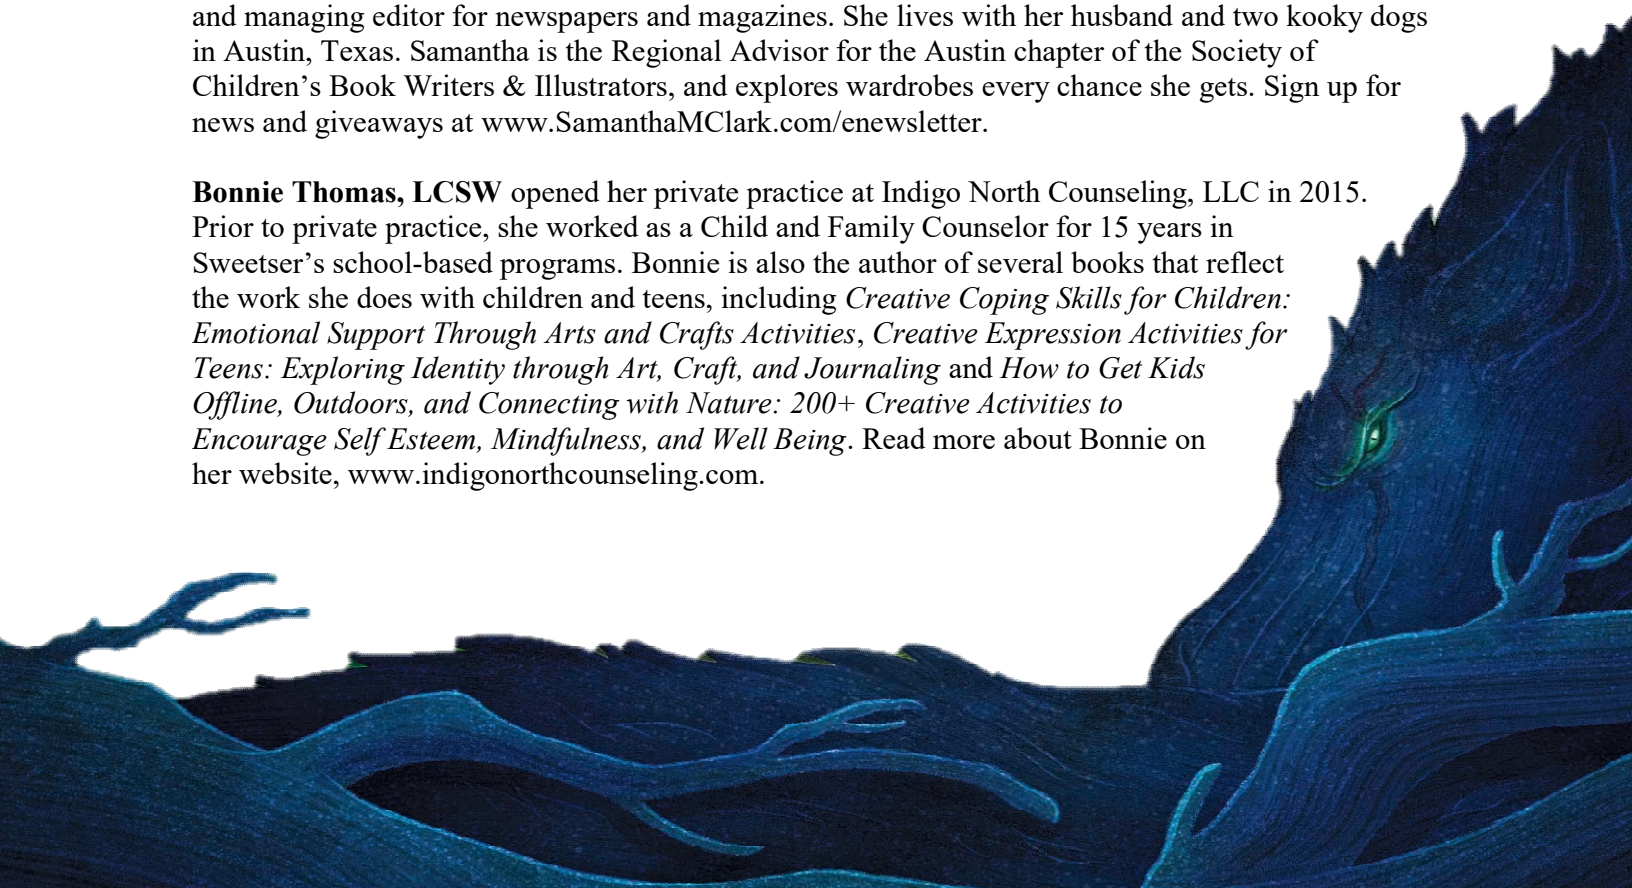 and managing editor for newspapers and magazines. She lives with her husband and two kooky dogs
in Austin, Texas. Samantha is the Regional Advisor for the Austin chapter of the Society of
Children’s Book Writers & Illustrators, and explores wardrobes every chance she gets. Sign up for
news and giveaways at www.SamanthaMClark.com/enewsletter.
Bonnie Thomas, LCSW opened her private practice at Indigo North Counseling, LLC in 2015.
Prior to private practice, she worked as a Child and Family Counselor for 15 years in
Sweetser’s school-based programs. Bonnie is also the author of several books that reflect
the work she does with children and teens, including Creative Coping Skills for Children:
Emotional Support Through Arts and Crafts Activities, Creative Expression Activities for
Teens: Exploring Identity through Art, Craft, and Journaling and How to Get Kids
Offline, Outdoors, and Connecting with Nature: 200+ Creative Activities to
Encourage Self Esteem, Mindfulness, and Well Being. Read more about Bonnie on
her website, www.indigonorthcounseling.com.